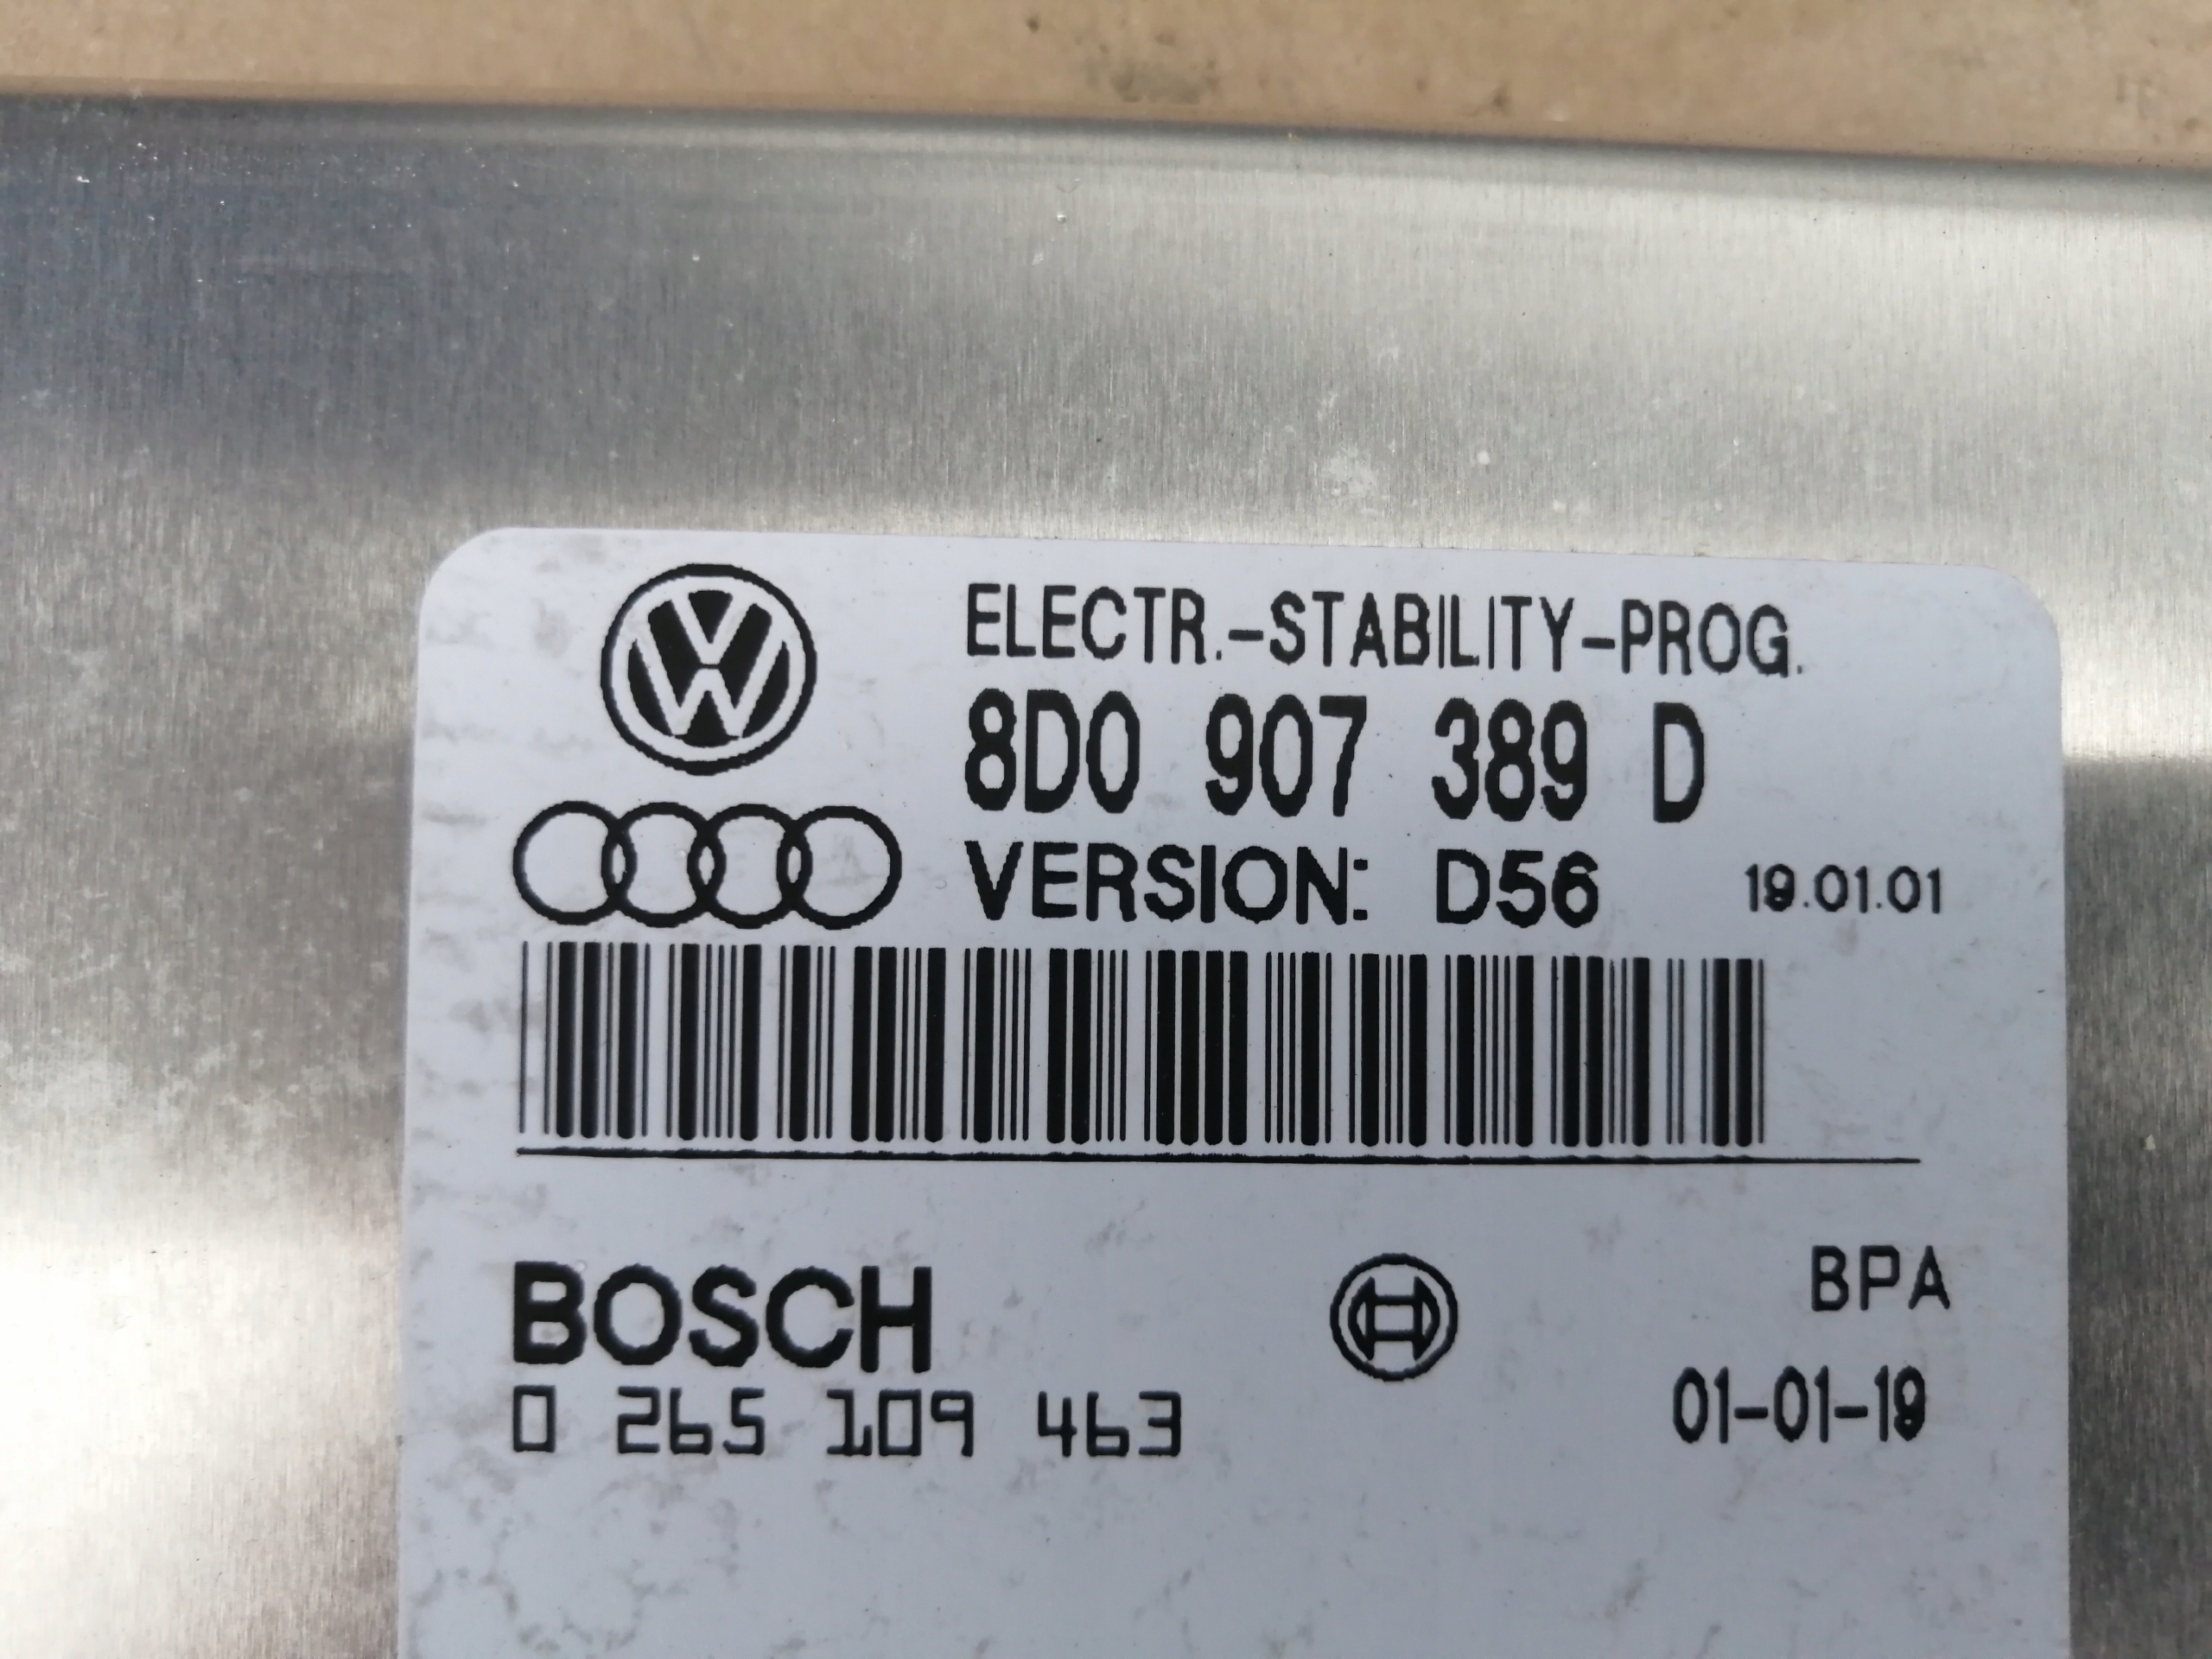 ELECTR.-STABILITY-PROG.
8D0 907 389 D
VERSION: D56 19.01.01
BOSCH BPA
0 265 109 463 01-01-19